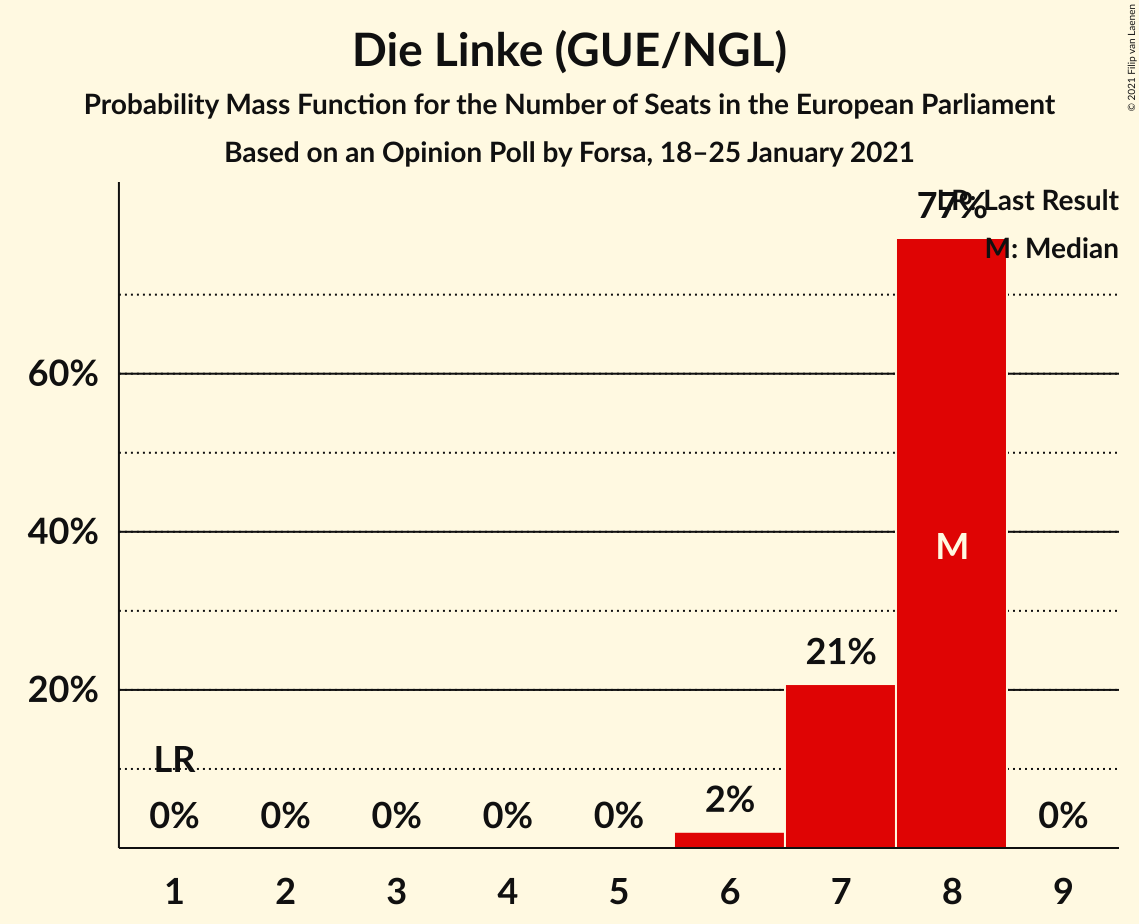 Die Linke (GUE/NGL)
Probability Mass Function for the Number of Seats in the European Parliament
Based on an Opinion Poll by Forsa, 18–25 January 2021
© 2021 Filip van Laenen
77%
LR: Last Result
M: Median
60%
40%
M
21%
20%
LR
2%
0% 0% 0% 0% 0% 0%
1 2 3 4 5 6 7 8 9